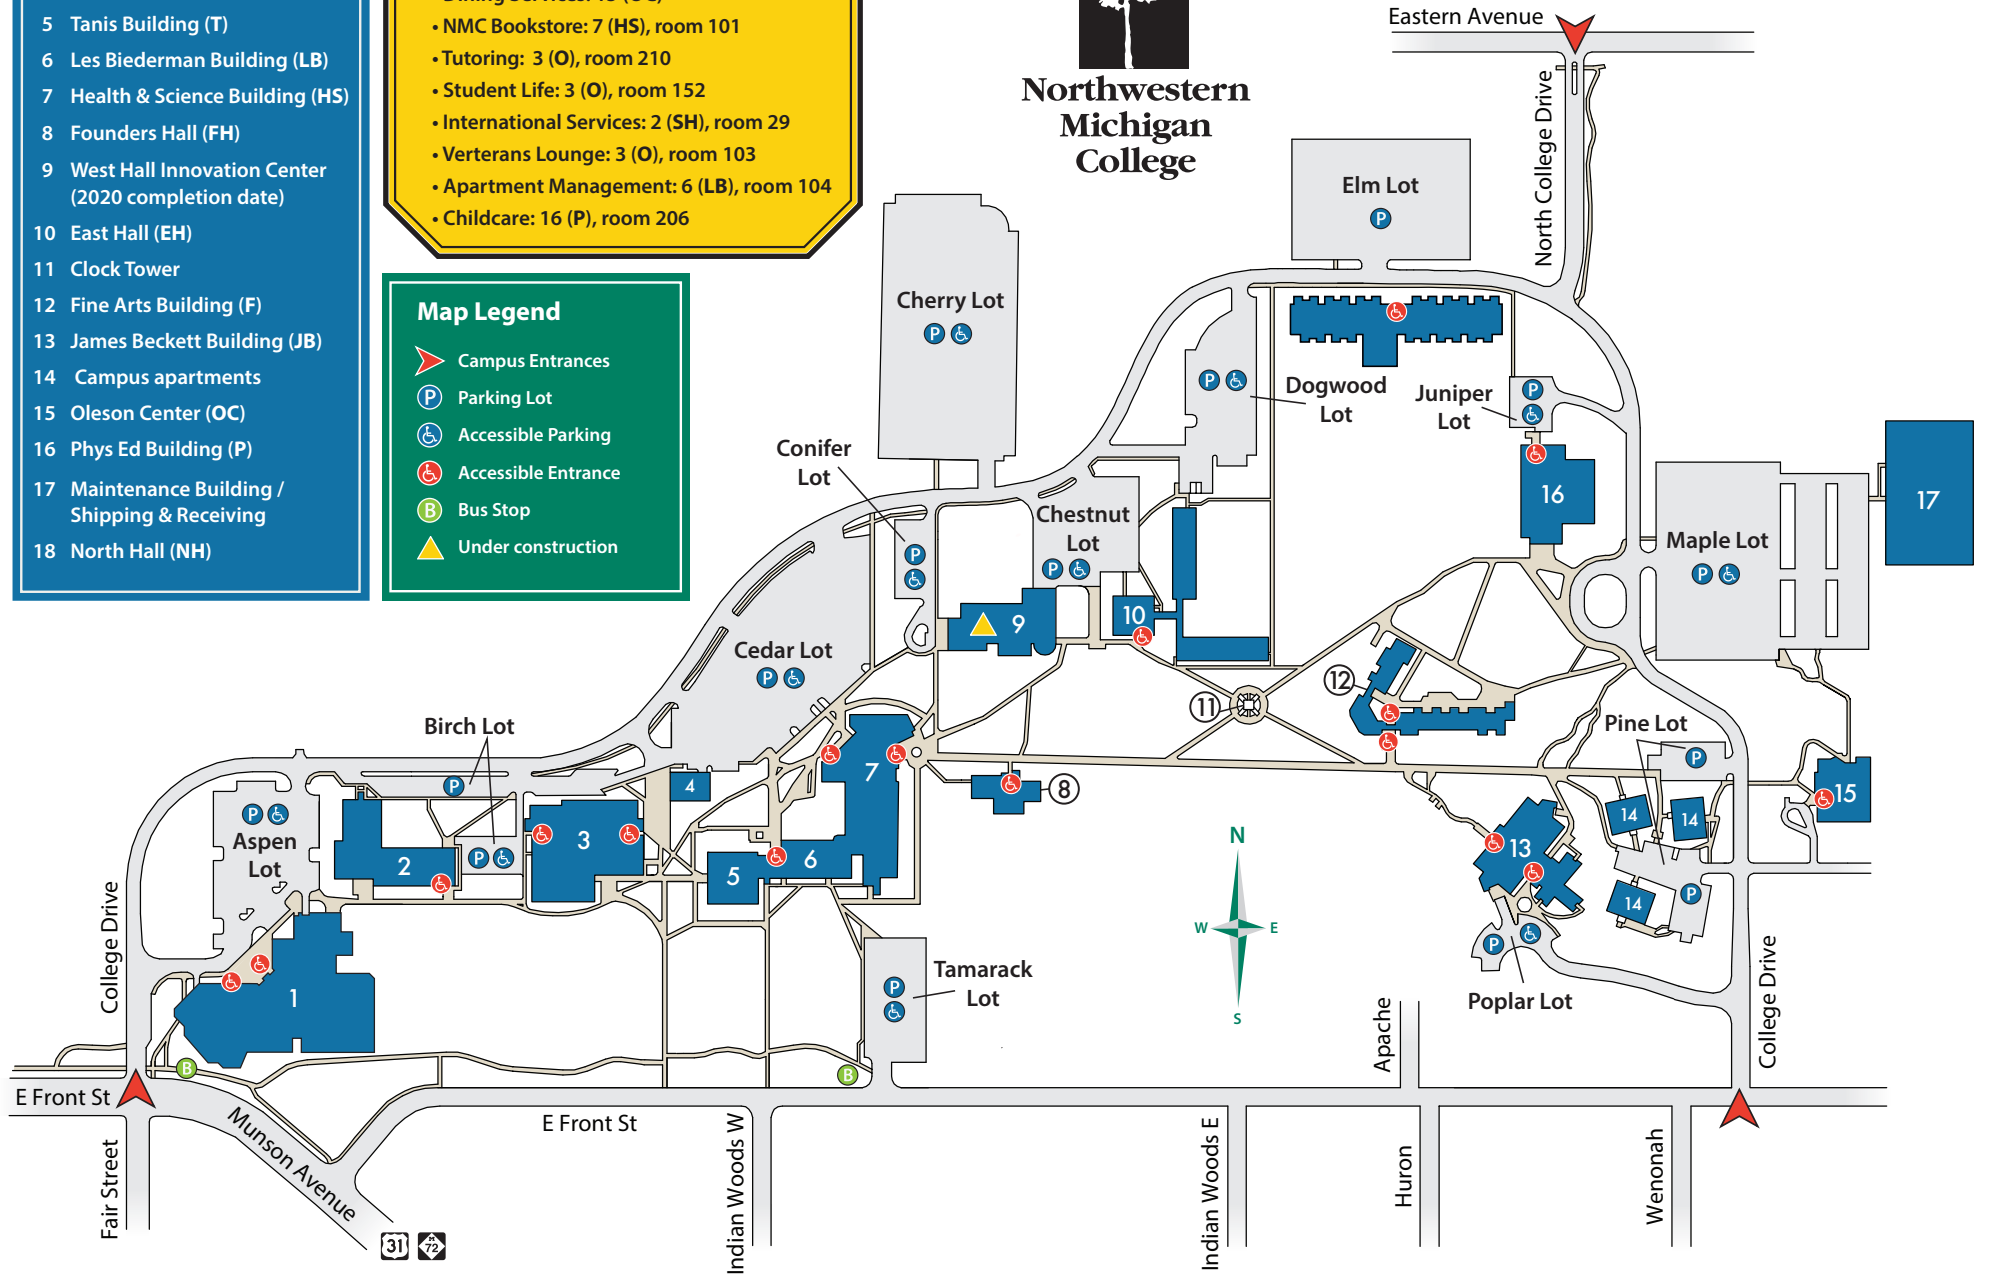 5 Tanis Building (T)
6 Les Biederman Building (LB)
7 Health & Science Building (HS)
8 Founders Hall (FH)
9 West Hall Innovation Center
(2020 completion date)
10 East Hall (EH)
11 Clock Tower
12 Fine Arts Building (F)
13 James Beckett Building (JB)
14 Campus apartments
15 Oleson Center (OC)
16 Phys Ed Building (P)
17 Maintenance Building /
Shipping & Receiving
18 North Hall (NH)
• NMC Bookstore: 7 (HS), room 101
• Tutoring: 3 (O), room 210
• Student Life: 3 (O), room 152
• International Services: 2 (SH), room 29
• Verterans Lounge: 3 (O), room 103
• Apartment Management: 6 (LB), room 104
• Childcare: 16 (P), room 206
Map Legend
Campus Entrances
P Parking Lot
Accessible Parking
Accessible Entrance
B Bus Stop
Under construction
Northwestern
Michigan
College
Eastern Avenue
North College Drive
Elm Lot
P
Cherry Lot
P
P
Dogwood
Lot
Juniper
Lot
P
Conifer
Lot
P
Chestnut
Lot
P
16
17
Maple Lot
P
9
10
Cedar Lot
P
11
12
Birch Lot
P
P
Pine Lot
P
P
4
7
8
15
Aspen
Lot
P
2
3
5
6
13
14
14
14
N
W
E
S
Tamarack
Lot
P
P
Poplar Lot
1
College Drive
College Drive
Apache
B
B
E Front St
E Front St
Munson Avenue
Fair Street
Indian Woods W
Indian Woods E
Huron
Wenonah
31
M
72